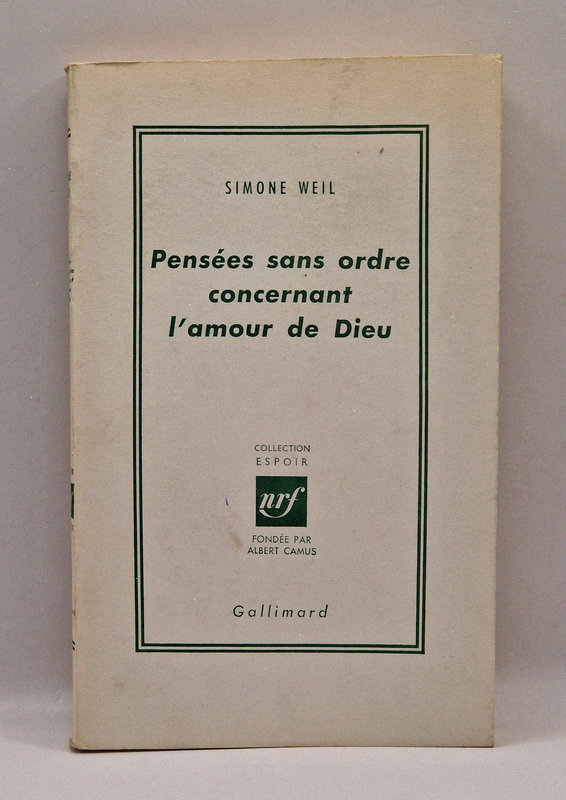 SIMONE WEIL
Pensées sans ordre
concernant
l'amour de Dieu
COLLECTION
ESPOIR
nrf
FONDÉE PAR
ALBERT CAMUS
Gallimard